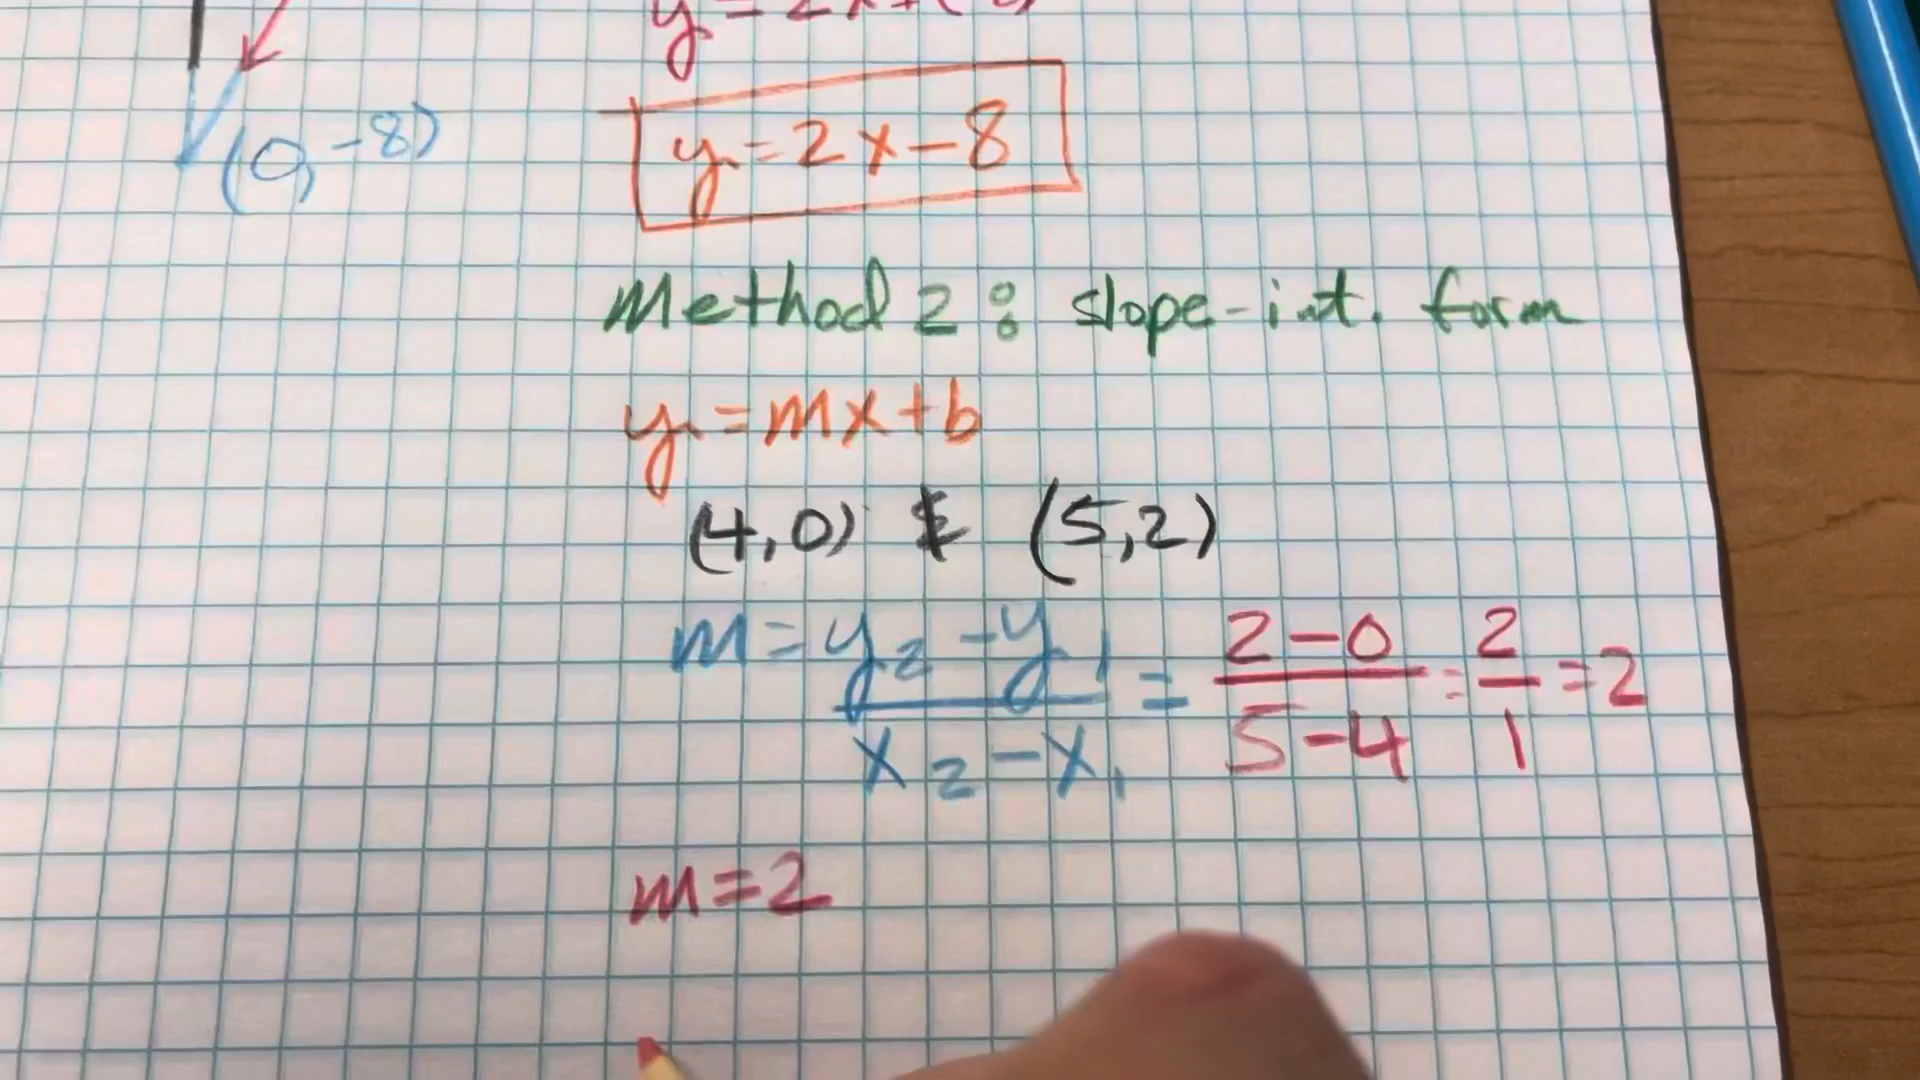 y = 2x + (
(0, -8)
y = 2x - 8
Method 2: slope-int. form
y = mx + b
(4,0) & (5,2)
m = y₂ - y₁ / x₂ - x₁ = 2 - 0 / 5 - 4 = 2 / 1 = 2
m = 2